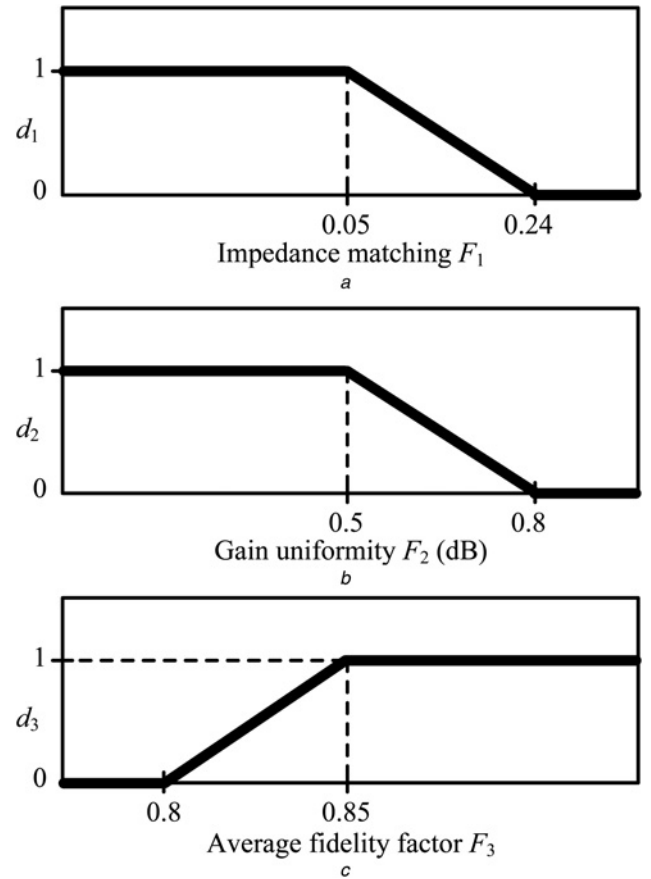 1
d1
0
0.05 0.24
Impedance matching F1
a
1
d2
0
0.5 0.8
Gain uniformity F2 (dB)
b
1
d3
0
0.8 0.85
Average fidelity factor F3
c